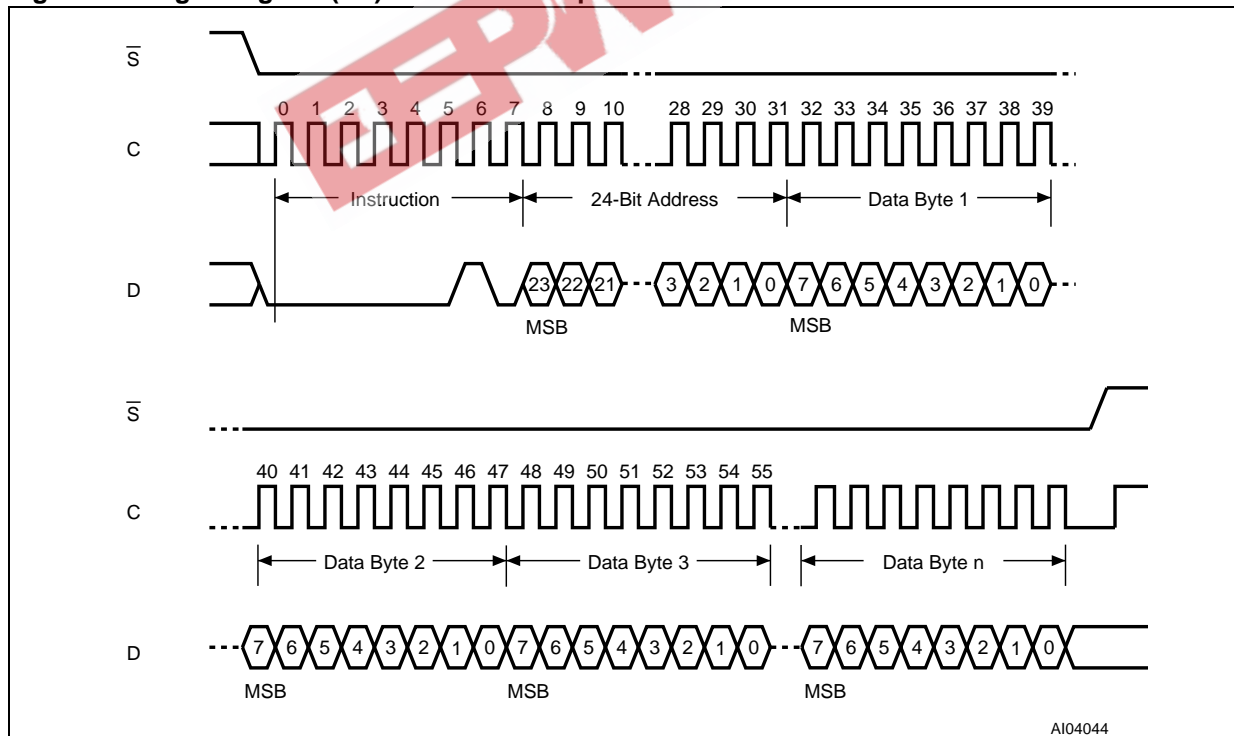 S
0 1 2 3 4 5 6 7 8 9 10 28 29 30 31 32 33 34 35 36 37 38 39
C
Instruction 24-Bit Address Data Byte 1
D 23 22 21 3 2 1 0 7 6 5 4 3 2 1 0
MSB MSB
S
40 41 42 43 44 45 46 47 48 49 50 51 52 53 54 55
C
Data Byte 2 Data Byte 3 Data Byte n
D 7 6 5 4 3 2 1 0 7 6 5 4 3 2 1 0 7 6 5 4 3 2 1 0
MSB MSB MSB
AI04044